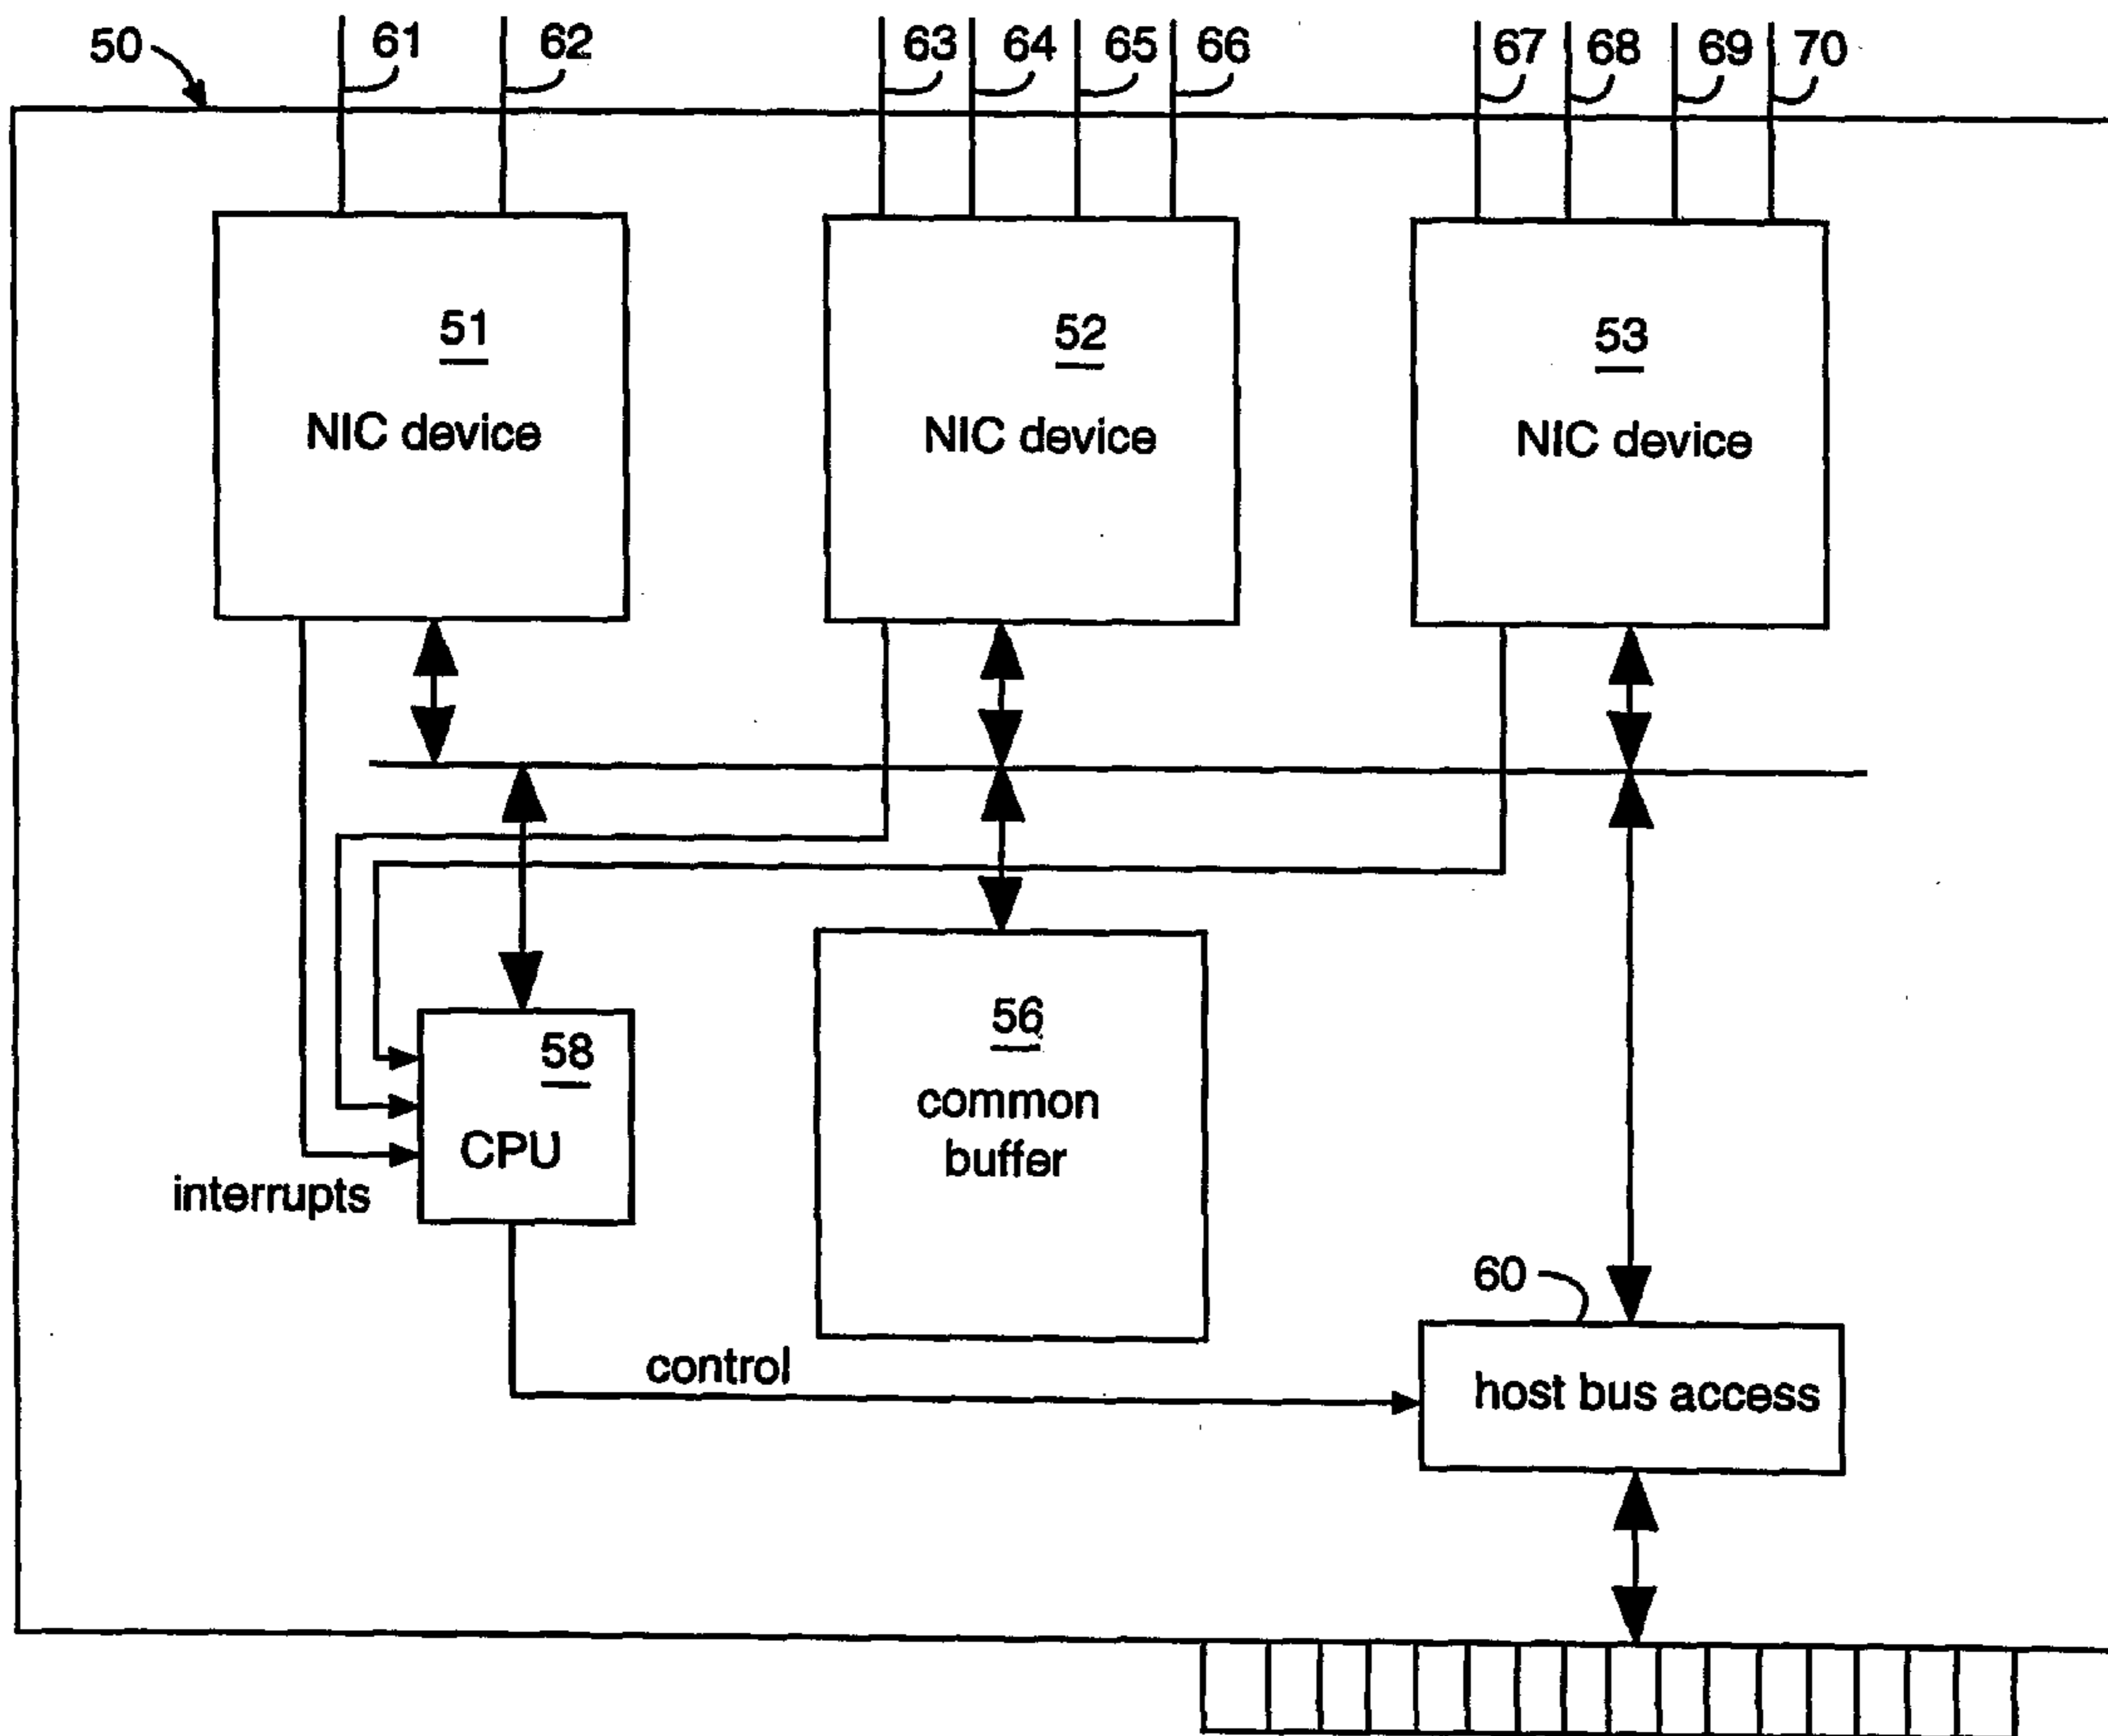 50
61
62
63
64
65
66
67
68
69
70
51
NIC device
52
NIC device
53
NIC device
58
CPU
interrupts
56
common
buffer
control
60
host bus access